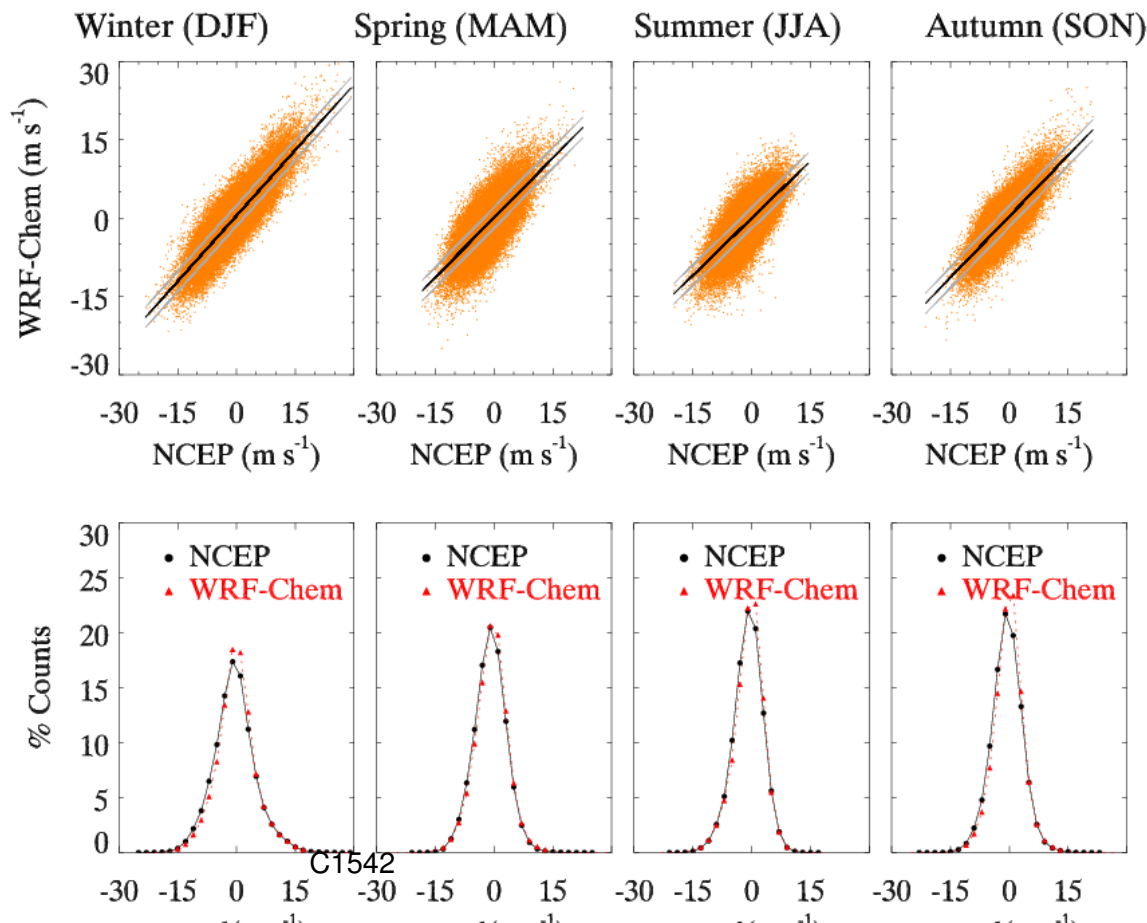 Winter (DJF) Spring (MAM) Summer (JJA) Autumn (SON)
WRF-Chem (m s⁻¹)
30
15
0
-15
-30
-30 -15 0 15 -30 -15 0 15 -30 -15 0 15 -30 -15 0 15
NCEP (m s⁻¹) NCEP (m s⁻¹) NCEP (m s⁻¹) NCEP (m s⁻¹)
% Counts
30
25
20
15
10
5
0
NCEP NCEP NCEP NCEP
WRF-Chem WRF-Chem WRF-Chem WRF-Chem
C1542
-30 -15 0 15 -30 -15 0 15 -30 -15 0 15 -30 -15 0 15